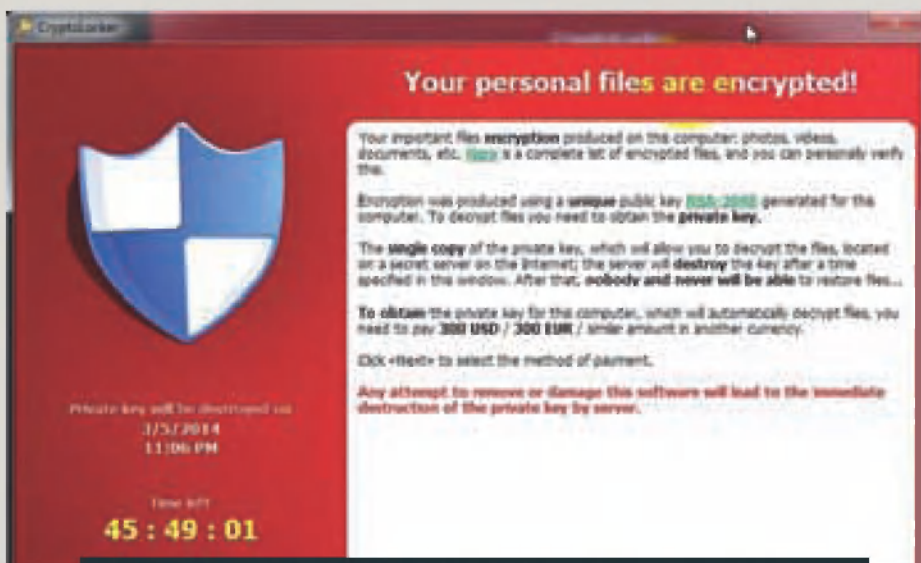 CryptoLocker
Your personal files are encrypted!
Your important files encryption produced on this computer: photos, videos,
documents, etc. Here is a complete list of encrypted files, and you can personally verify
this.
Encryption was produced using a unique public key RSA-2048 generated for this
computer. To decrypt files you need to obtain the private key.
The single copy of the private key, which will allow you to decrypt the files, located
on a secret server on the Internet; the server will destroy the key after a time
specified in this window. After that, nobody and never will be able to restore files...
To obtain the private key for this computer, which will automatically decrypt files, you
need to pay 300 USD / 300 EUR / similar amount in another currency.
Click «Next» to select the method of payment.
Any attempt to remove or damage this software will lead to the immediate
destruction of the private key by server.
Private key will be destroyed on
3/5/2014
11:06 PM
Time left
45 : 49 : 01